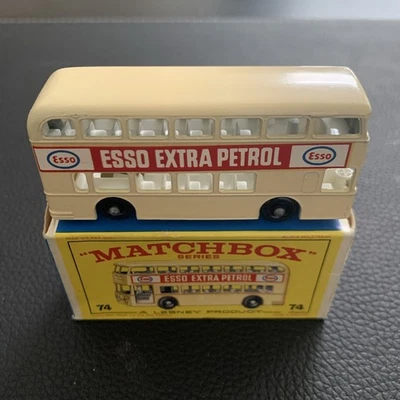 Esso ESSO EXTRA PETROL Esso
"MATCHBOX"
SERIES
Esso ESSO EXTRA PETROL Esso
74 74
A LESNEY PRODUCT